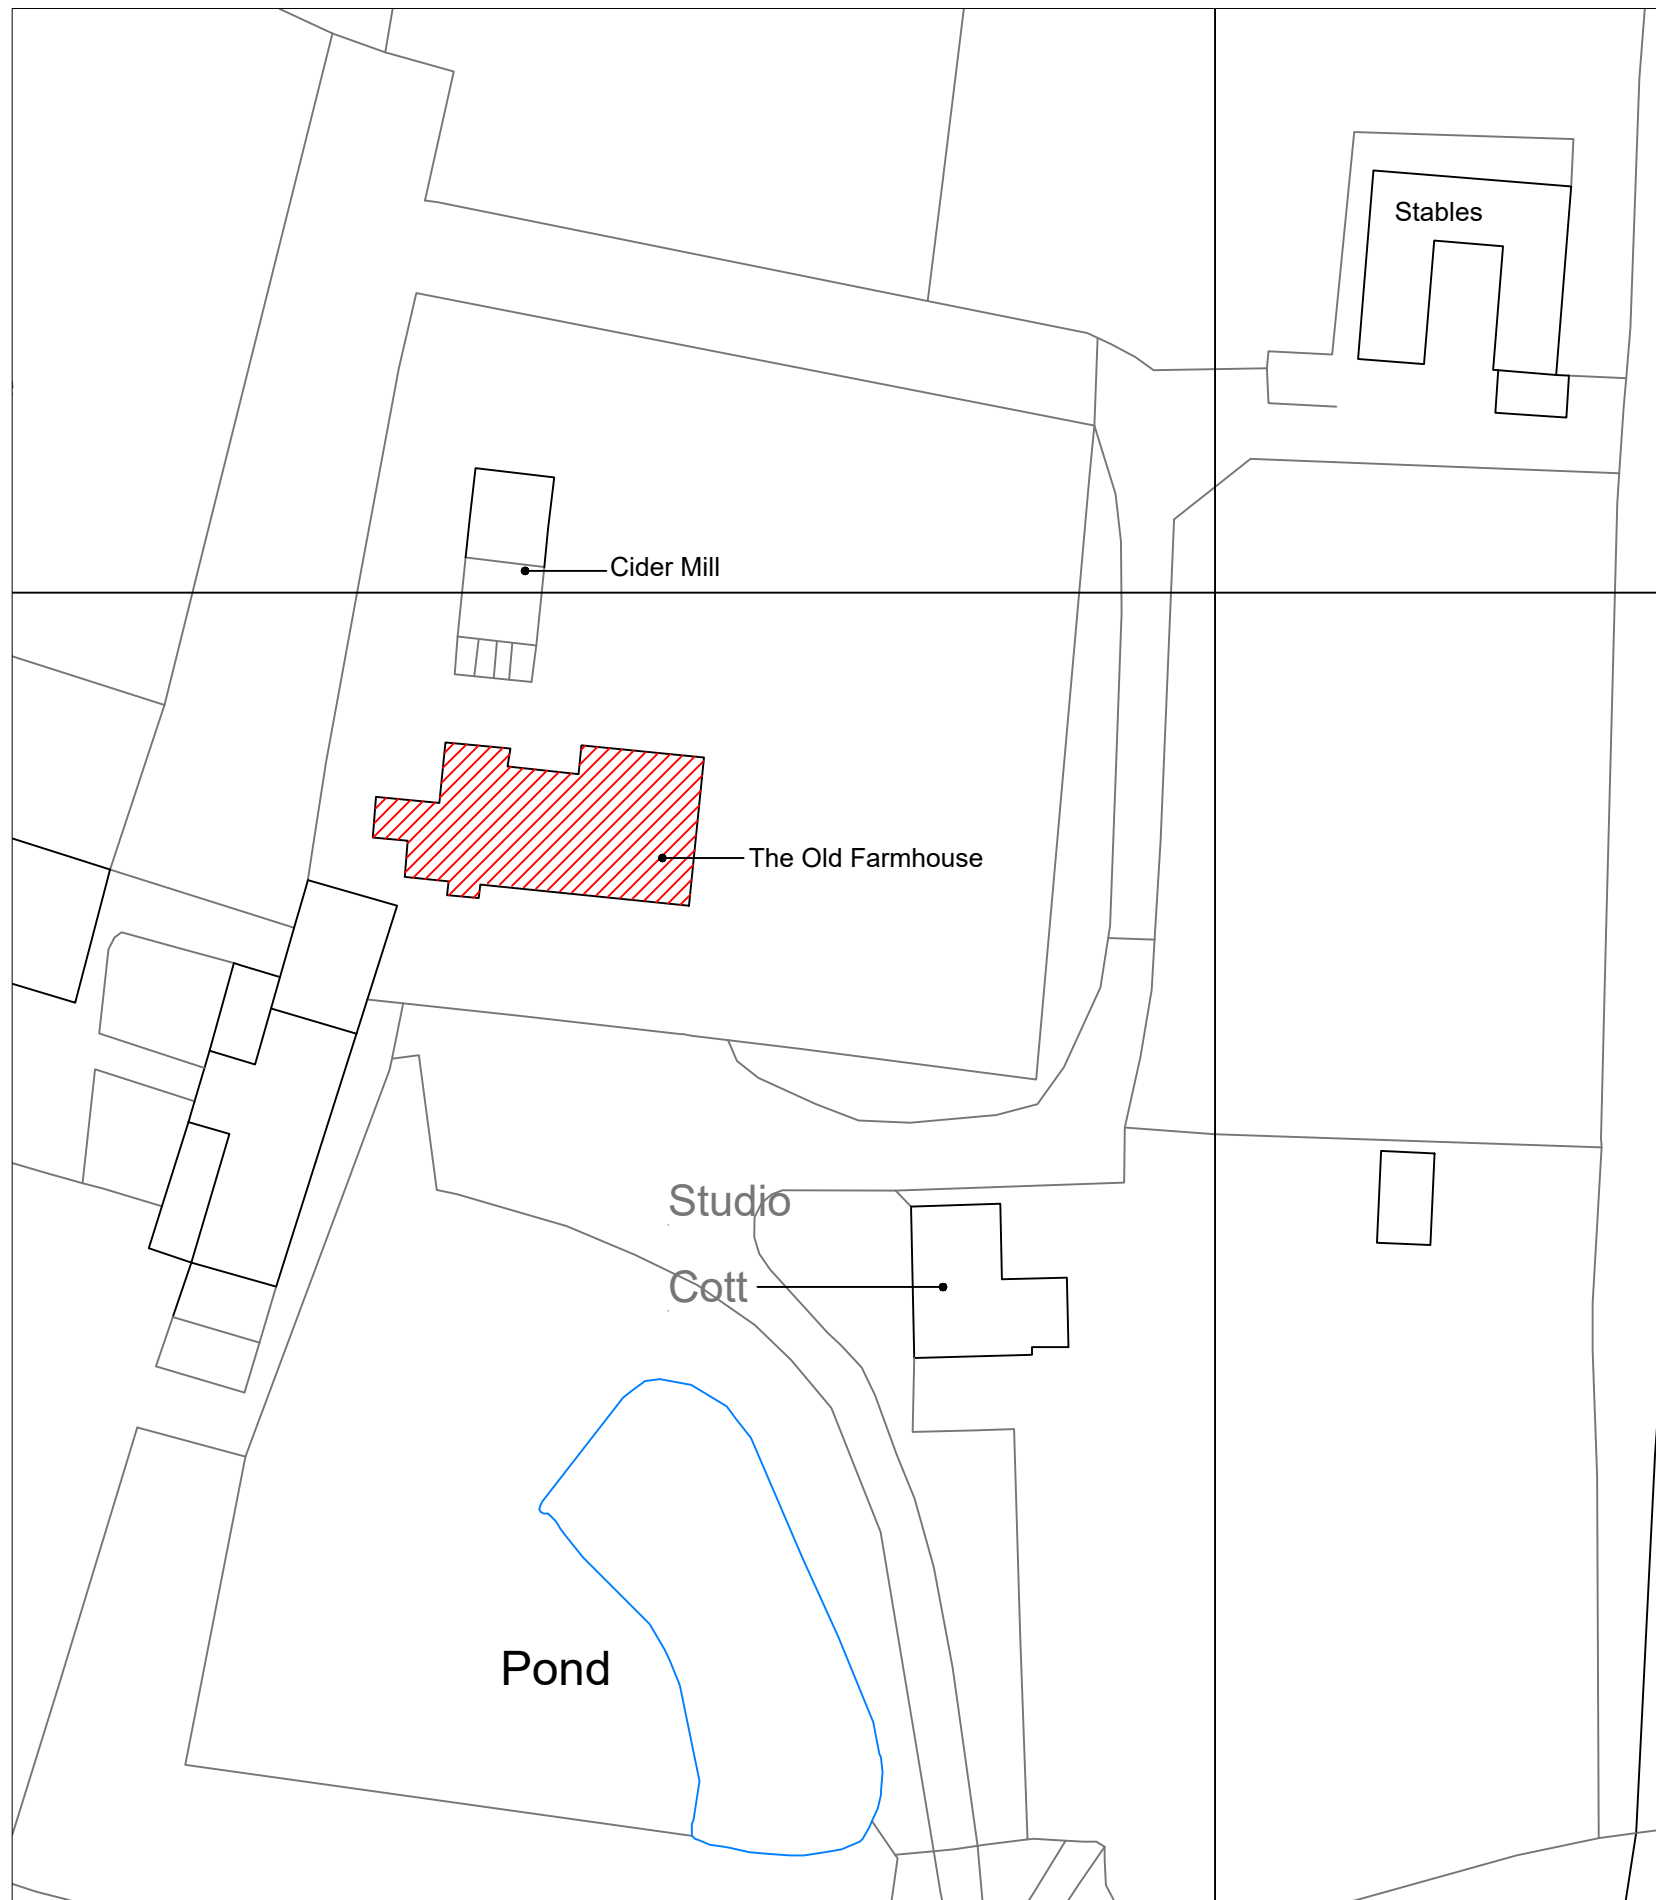 Stables
Cider Mill
The Old Farmhouse
Studio
Cott
Pond